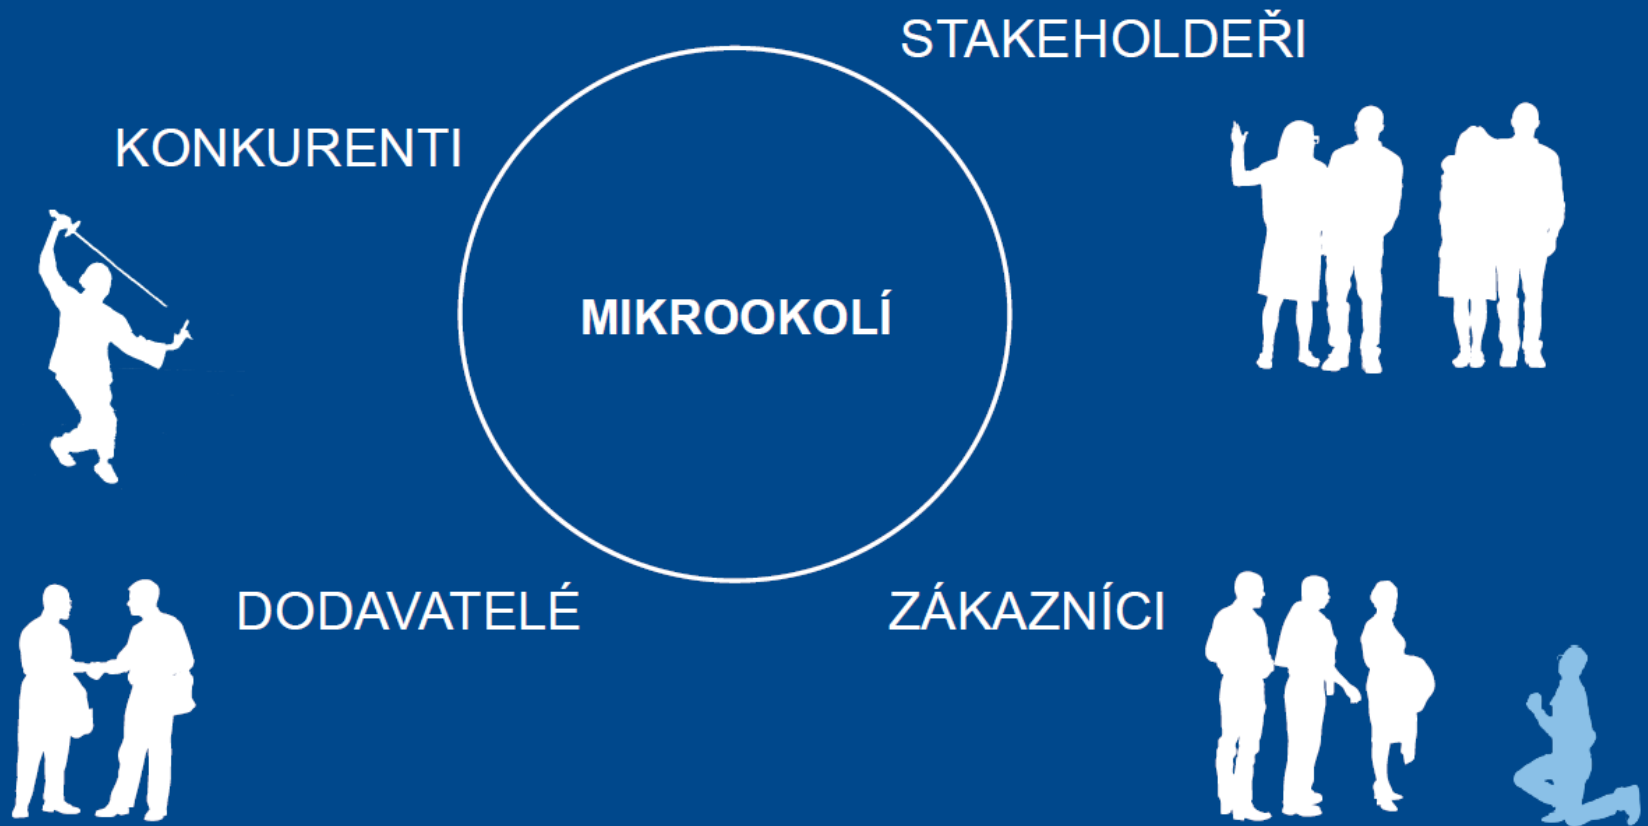 STAKEHOLDEŘI
KONKURENTI
MIKROOKOLÍ
DODAVATELÉ
ZÁKAZNÍCI